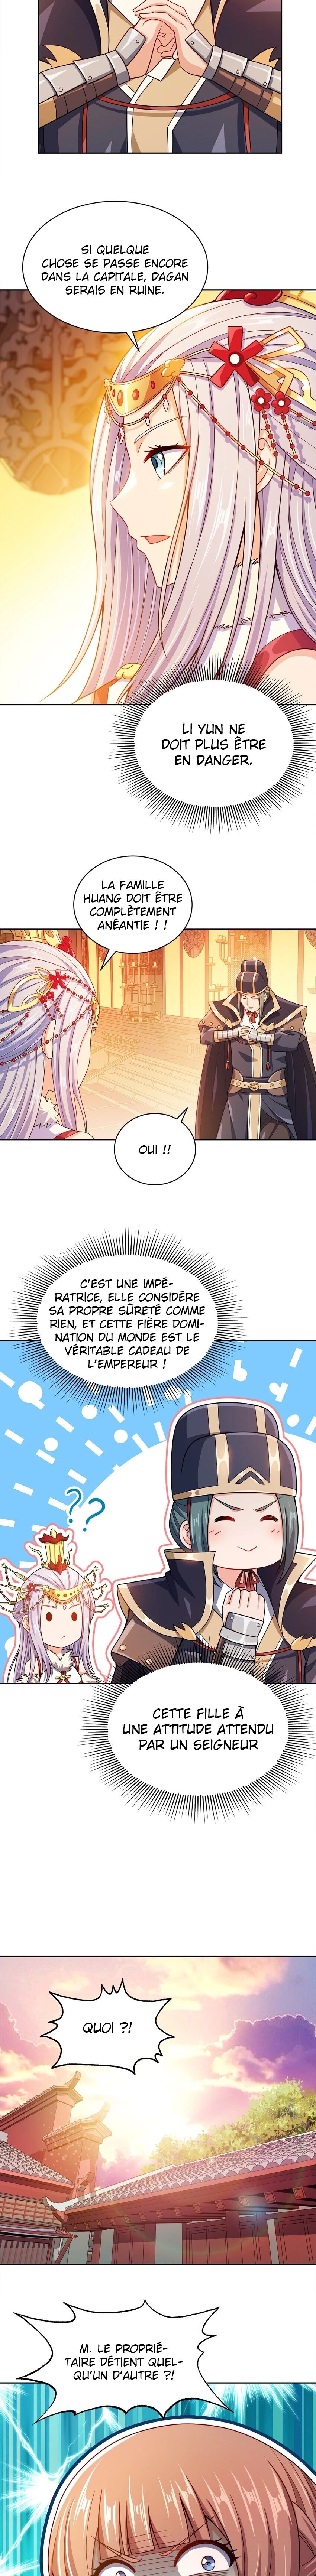 SI QUELQUE
CHOSE SE PASSE ENCORE
DANS LA CAPITALE, DAGAN
SERAIS EN RUINE.
LI YUN NE
DOIT PLUS ÊTRE
EN DANGER.
LA FAMILLE
HUANG DOIT ÊTRE
COMPLÈTEMENT
ANÉANTIE ! !
OUI !!
C'EST UNE IMPÉ-
RATRICE, ELLE CONSIDÈRE
SA PROPRE SÛRETÉ COMME
RIEN, ET CETTE FIÈRE DOMI-
NATION DU MONDE EST LE
VÉRITABLE CADEAU DE
L'EMPEREUR !
??
CETTE FILLE À
UNE ATTITUDE ATTENDU
PAR UN SEIGNEUR
QUOI ?!
M. LE PROPRIÉ-
TAIRE DÉTIENT QUEL-
QU'UN D'AUTRE ?!